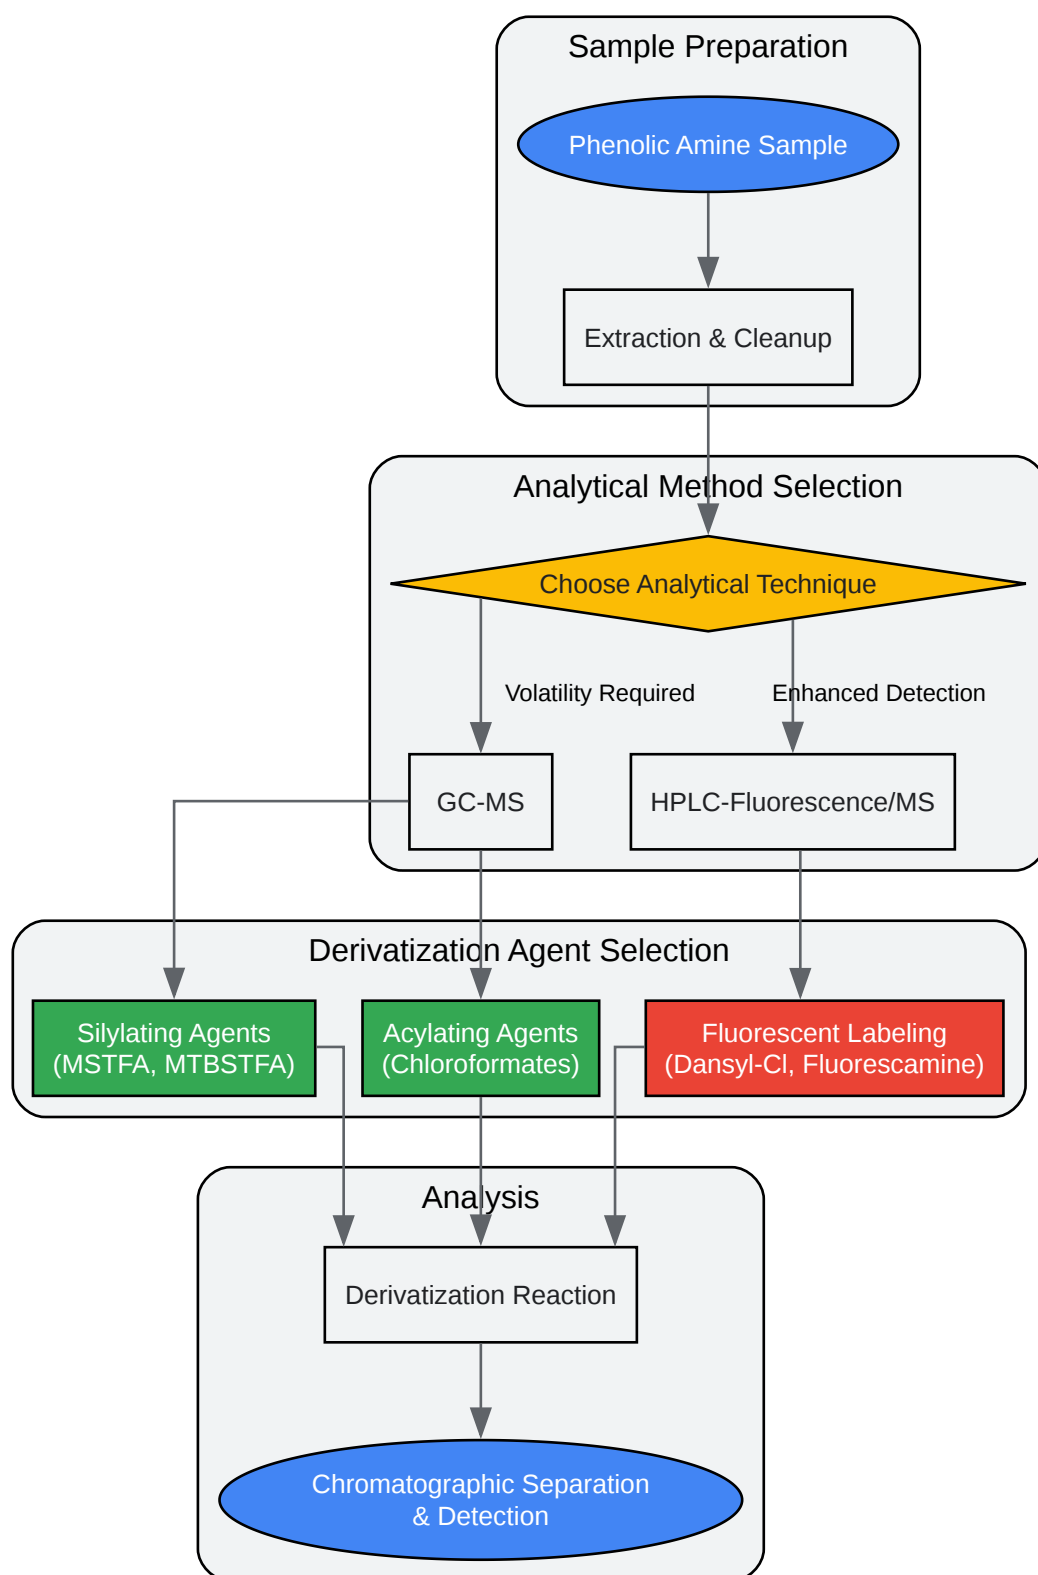 Sample Preparation
Phenolic Amine Sample
Extraction & Cleanup
Analytical Method Selection
Choose Analytical Technique
Volatility Required
Enhanced Detection
GC-MS
HPLC-Fluorescence/MS
Derivatization Agent Selection
Silylating Agents
(MSTFA, MTBSTFA)
Acylating Agents
(Chloroformates)
Fluorescent Labeling
(Dansyl-Cl, Fluorescamine)
Analysis
Derivatization Reaction
Chromatographic Separation
& Detection